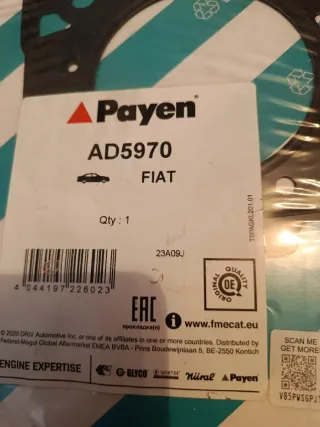 Payen
AD5970
FIAT
Qty : 1
23A09J
4 044197 226023
ORIGINAL QUALITY
OE
EAC
прокладка(и)
i www.fmecat.eu
© 2020 DRiV Automotive Inc. or one of its affiliates in one or more countries.
Federal-Mogul Global Aftermarket EMEA BVBA - Prins Boudewijnlaan 5, BE-2550 Kontich
ENGINE EXPERTISE
GLYCO
GOETZE
Nüral
Payen
SCAN ME
GET MORE